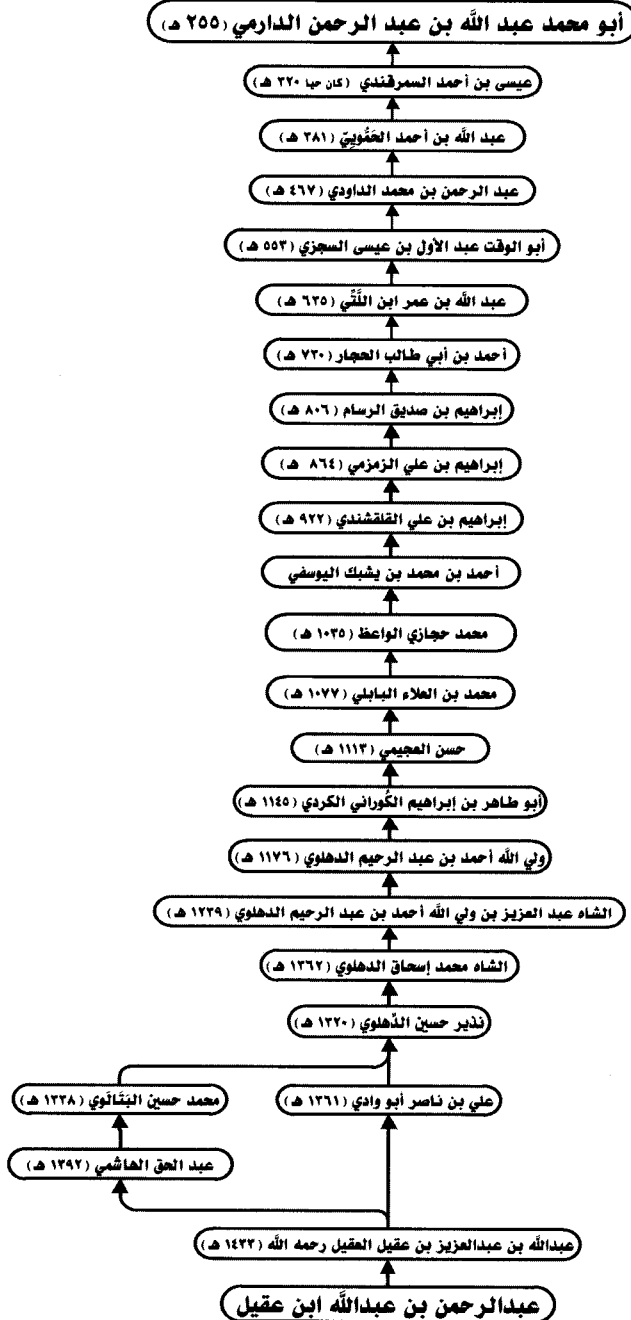 أبو محمد عبد الله بن عبد الرحمن الدارمي (٢٥٥ هـ)
عيسى بن أحمد السمرقندي (كان حيا ٣٢٠ هـ)
عبد الله بن أحمد الحَمُّوييّ (٣٨١ هـ)
عبد الرحمن بن محمد الداودي (٤٦٧ هـ)
أبو الوقت عبد الأول بن عيسى السجزي (٥٥٣ هـ)
عبد الله بن عمر ابن اللَّتِّي (٦٣٥ هـ)
أحمد بن أبي طالب الحجار (٧٣٠ هـ)
إبراهيم بن صديق الرسام (٨٠٦ هـ)
إبراهيم بن علي الزمزمي (٨٦٤ هـ)
إبراهيم بن علي القلقشندي (٩٢٢ هـ)
أحمد بن محمد بن يشبك اليوسفي
محمد حجازي الواعظ (١٠٣٥ هـ)
محمد بن العلاء البابلي (١٠٧٧ هـ)
حسن العجيمي (١١١٣ هـ)
أبو طاهر بن إبراهيم الكُوراني الكردي (١١٤٥ هـ)
ولي الله أحمد بن عبد الرحيم الدهلوي (١١٧٦ هـ)
الشاه عبد العزيز بن ولي الله أحمد بن عبد الرحيم الدهلوي (١٢٣٩ هـ)
الشاه محمد إسحاق الدهلوي (١٣٦٢ هـ)
نذير حسين الدِّهلوي (١٣٢٠ هـ)
علي بن ناصر أبو وادي (١٣٦١ هـ)
محمد حسين البَتَالَوي (١٣٣٨ هـ)
عبد الحق الهاشمي (١٣٩٢ هـ)
عبدالله بن عبدالعزيز بن عقيل العقيل رحمه الله (١٤٣٣ هـ)
عبدالرحمن بن عبدالله ابن عقيل